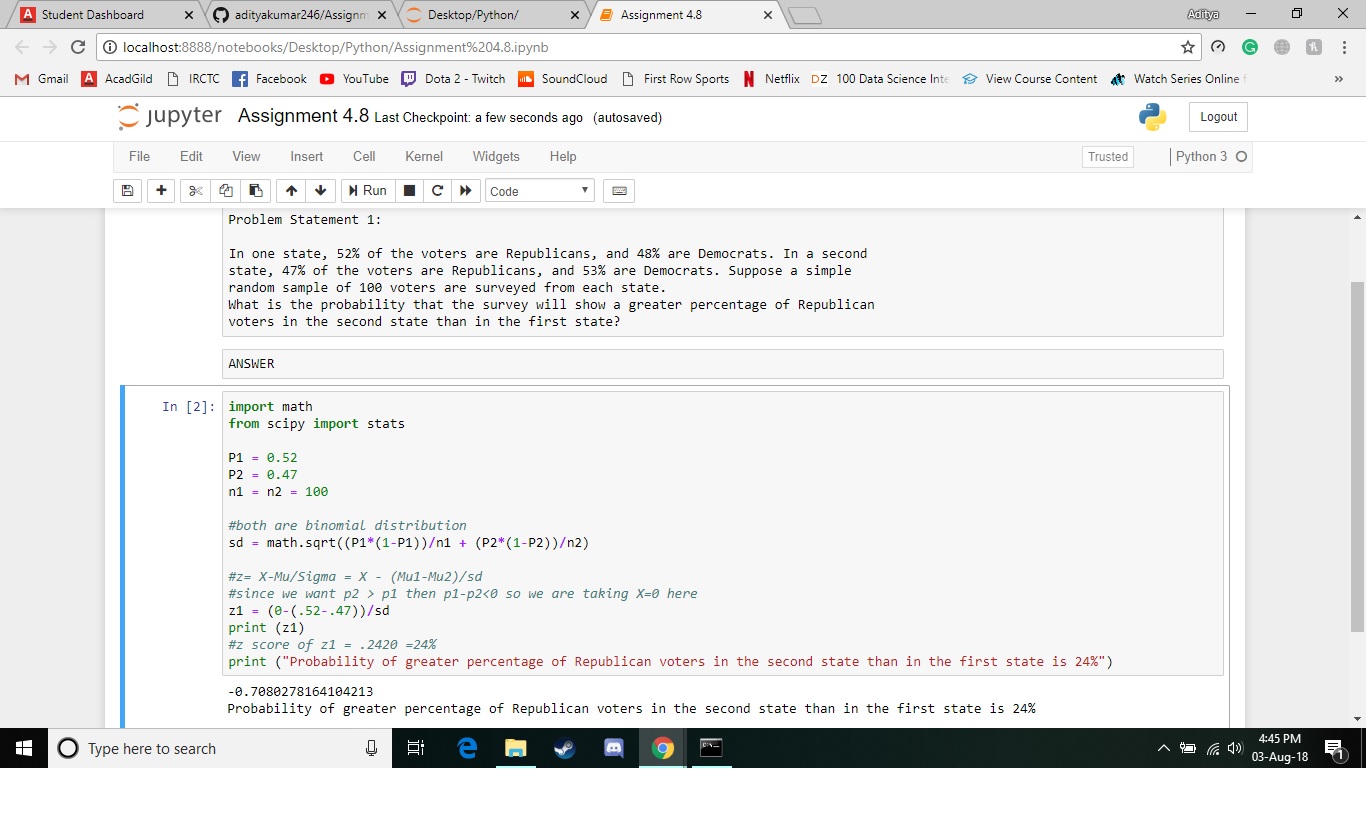 Student Dashboard
adityakumar246/Assignm
Desktop/Python/
Assignment 4.8
Aditya
localhost:8888/notebooks/Desktop/Python/Assignment%204.8.ipynb
Gmail AcadGild IRCTC Facebook YouTube Dota 2 - Twitch SoundCloud First Row Sports Netflix DZ 100 Data Science Inte View Course Content Watch Series Online f »
jupyter Assignment 4.8 Last Checkpoint: a few seconds ago (autosaved)
Logout
File Edit View Insert Cell Kernel Widgets Help Trusted Python 3
Run Code
Problem Statement 1:
In one state, 52% of the voters are Republicans, and 48% are Democrats. In a second
state, 47% of the voters are Republicans, and 53% are Democrats. Suppose a simple
random sample of 100 voters are surveyed from each state.
What is the probability that the survey will show a greater percentage of Republican
voters in the second state than in the first state?
ANSWER
In [2]:
import math
from scipy import stats
P1 = 0.52
P2 = 0.47
n1 = n2 = 100
#both are binomial distribution
sd = math.sqrt((P1*(1-P1))/n1 + (P2*(1-P2))/n2)
#z= X-Mu/Sigma = X - (Mu1-Mu2)/sd
#since we want p2 > p1 then p1-p2<0 so we are taking X=0 here
z1 = (0-(.52-.47))/sd
print (z1)
#z score of z1 = .2420 =24%
print ("Probability of greater percentage of Republican voters in the second state than in the first state is 24%")
-0.7080278164104213
Probability of greater percentage of Republican voters in the second state than in the first state is 24%
Type here to search
4:45 PM
03-Aug-18
1